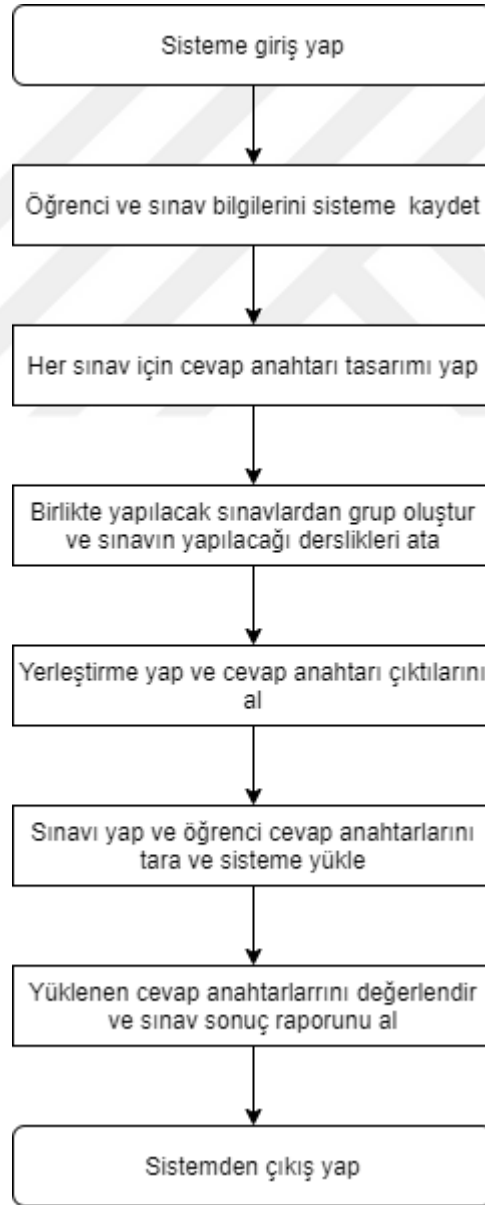 Sisteme giriş yap
Öğrenci ve sınav bilgilerini sisteme kaydet
Her sınav için cevap anahtarı tasarımı yap
Birlikte yapılacak sınavlardan grup oluştur
ve sınavın yapılacağı derslikleri ata
Yerleştirme yap ve cevap anahtarı çıktılarını
al
Sınavı yap ve öğrenci cevap anahtarlarını
tara ve sisteme yükle
Yüklenen cevap anahtarlarrını değerlendir
ve sınav sonuç raporunu al
Sistemden çıkış yap